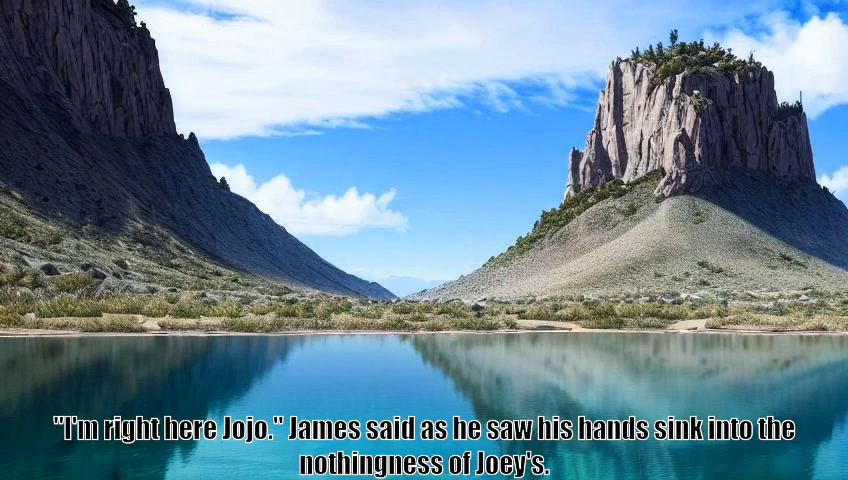 "I'm right here Jojo." James said as he saw his hands sink into the
nothingness of Joey's.